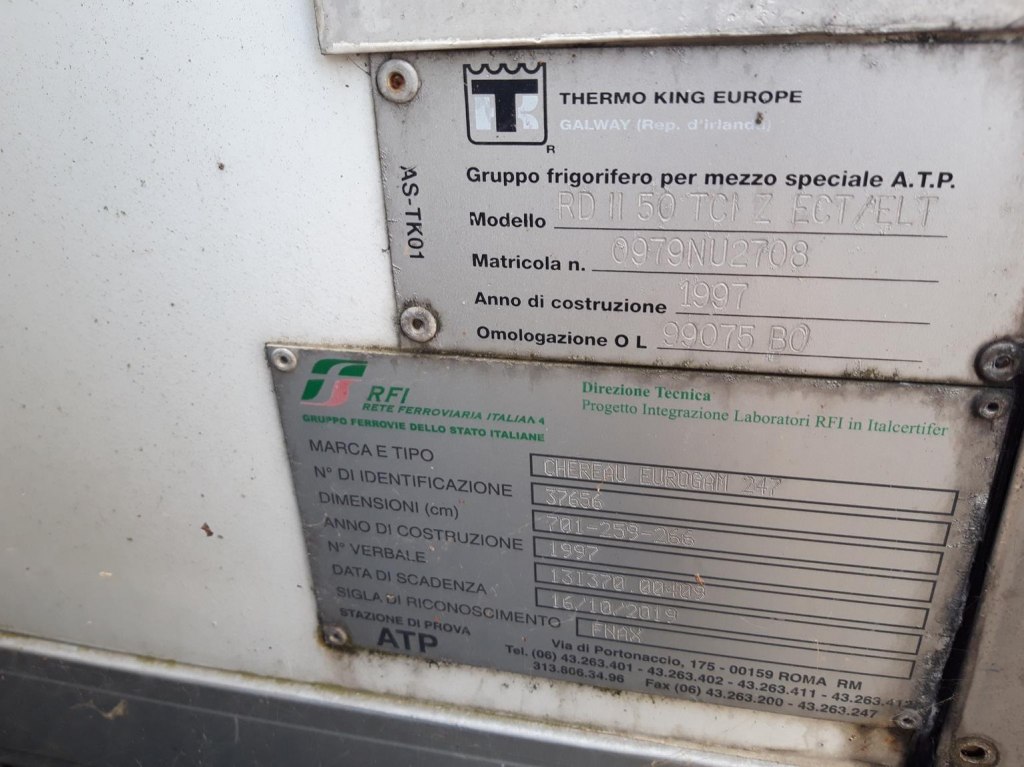 THERMO KING EUROPE
GALWAY (Rep. d'Irlanda)
R
AS-TK01
Gruppo frigorifero per mezzo speciale A.T.P.
Modello RD II 50 TCI Z ECT/ELT
Matricola n. 0979NU2708
Anno di costruzione 1997
Omologazione O L 99075 BO
RFI
RETE FERROVIARIA ITALIANA
GRUPPO FERROVIE DELLO STATO ITALIANE
Direzione Tecnica
Progetto Integrazione Laboratori RFI in Italcertifer
MARCA E TIPO CHEREAU EUROGAM 247
N° DI IDENTIFICAZIONE 37656
DIMENSIONI (cm) 701-259-266
ANNO DI COSTRUZIONE 1997
N° VERBALE 131370.00409
DATA DI SCADENZA 16/10/2019
SIGLA DI RICONOSCIMENTO FNAX
STAZIONE DI PROVA
ATP
Via di Portonaccio, 175 - 00159 ROMA RM
Tel. (06) 43.263.401 - 43.263.402 - 43.263.411 - 43.263.412
313.806.34.96 Fax (06) 43.263.200 - 43.263.247